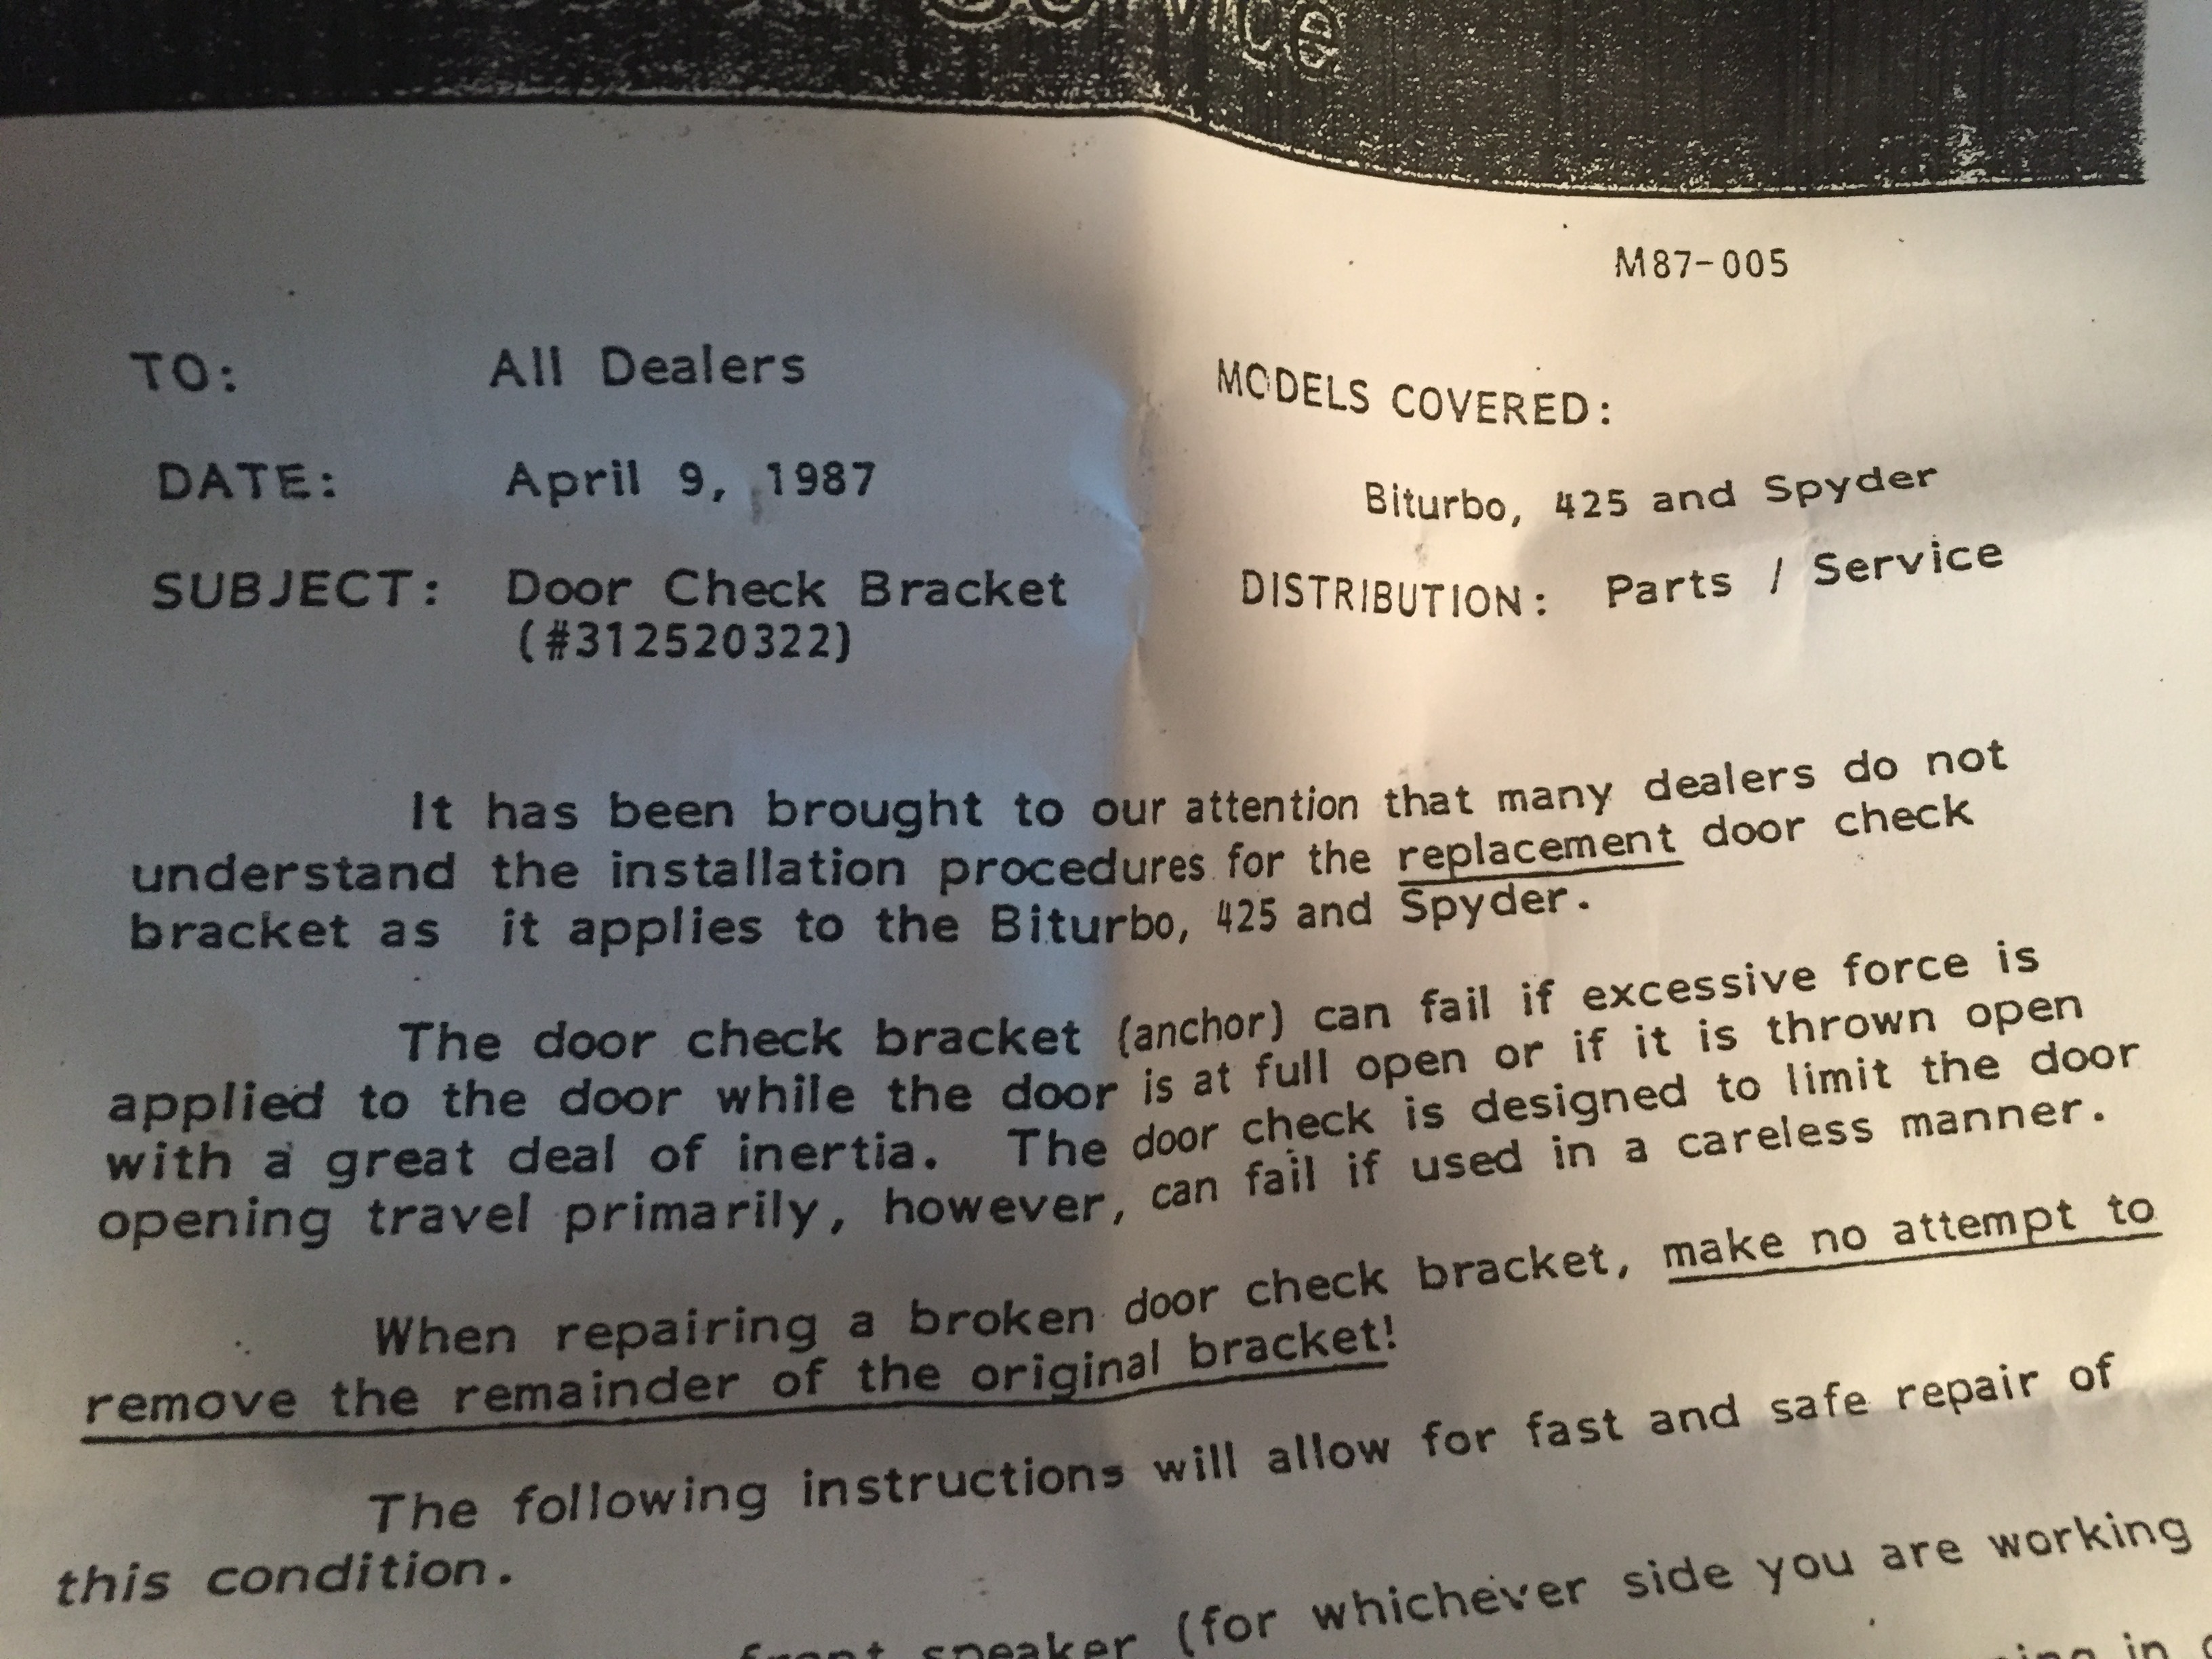 Service
M87-005
TO: All Dealers
MODELS COVERED:
DATE: April 9, 1987
Biturbo, 425 and Spyder
SUBJECT: Door Check Bracket
(#312520322)
DISTRIBUTION: Parts / Service
It has been brought to our attention that many dealers do not
understand the installation procedures for the replacement door check
bracket as it applies to the Biturbo, 425 and Spyder.
The door check bracket (anchor) can fail if excessive force is
applied to the door while the door is at full open or if it is thrown open
with a great deal of inertia. The door check is designed to limit the door
opening travel primarily, however, can fail if used in a careless manner.
When repairing a broken door check bracket, make no attempt to
remove the remainder of the original bracket!
The following instructions will allow for fast and safe repair of
this condition.
front speaker (for whichever side you are working
in